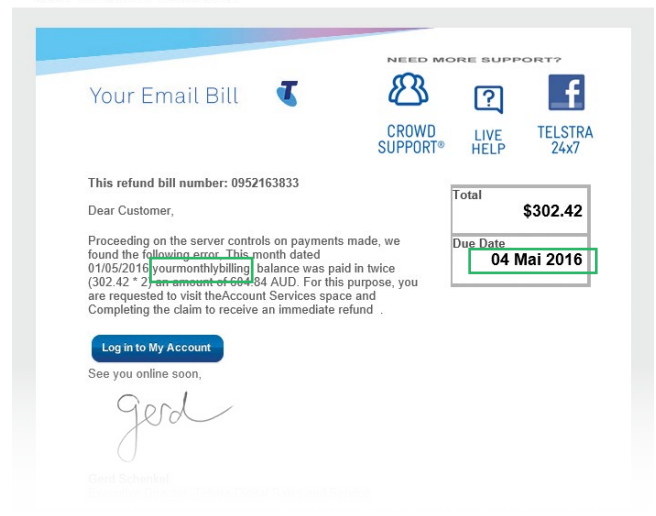 NEED MORE SUPPORT?
Your Email Bill
CROWD SUPPORT®
LIVE HELP
TELSTRA 24x7
This refund bill number: 0952163833
Dear Customer,
Proceeding on the server controls on payments made, we
found the following error. This month dated
01/05/2016 yourmonthlybilling balance was paid in twice
(302.42 * 2) an amount of 604.84 AUD. For this purpose, you
are requested to visit theAccount Services space and
Completing the claim to receive an immediate refund .
Total
$302.42
Due Date
04 Mai 2016
Log in to My Account
See you online soon,
gerd
Gerd Schenkel